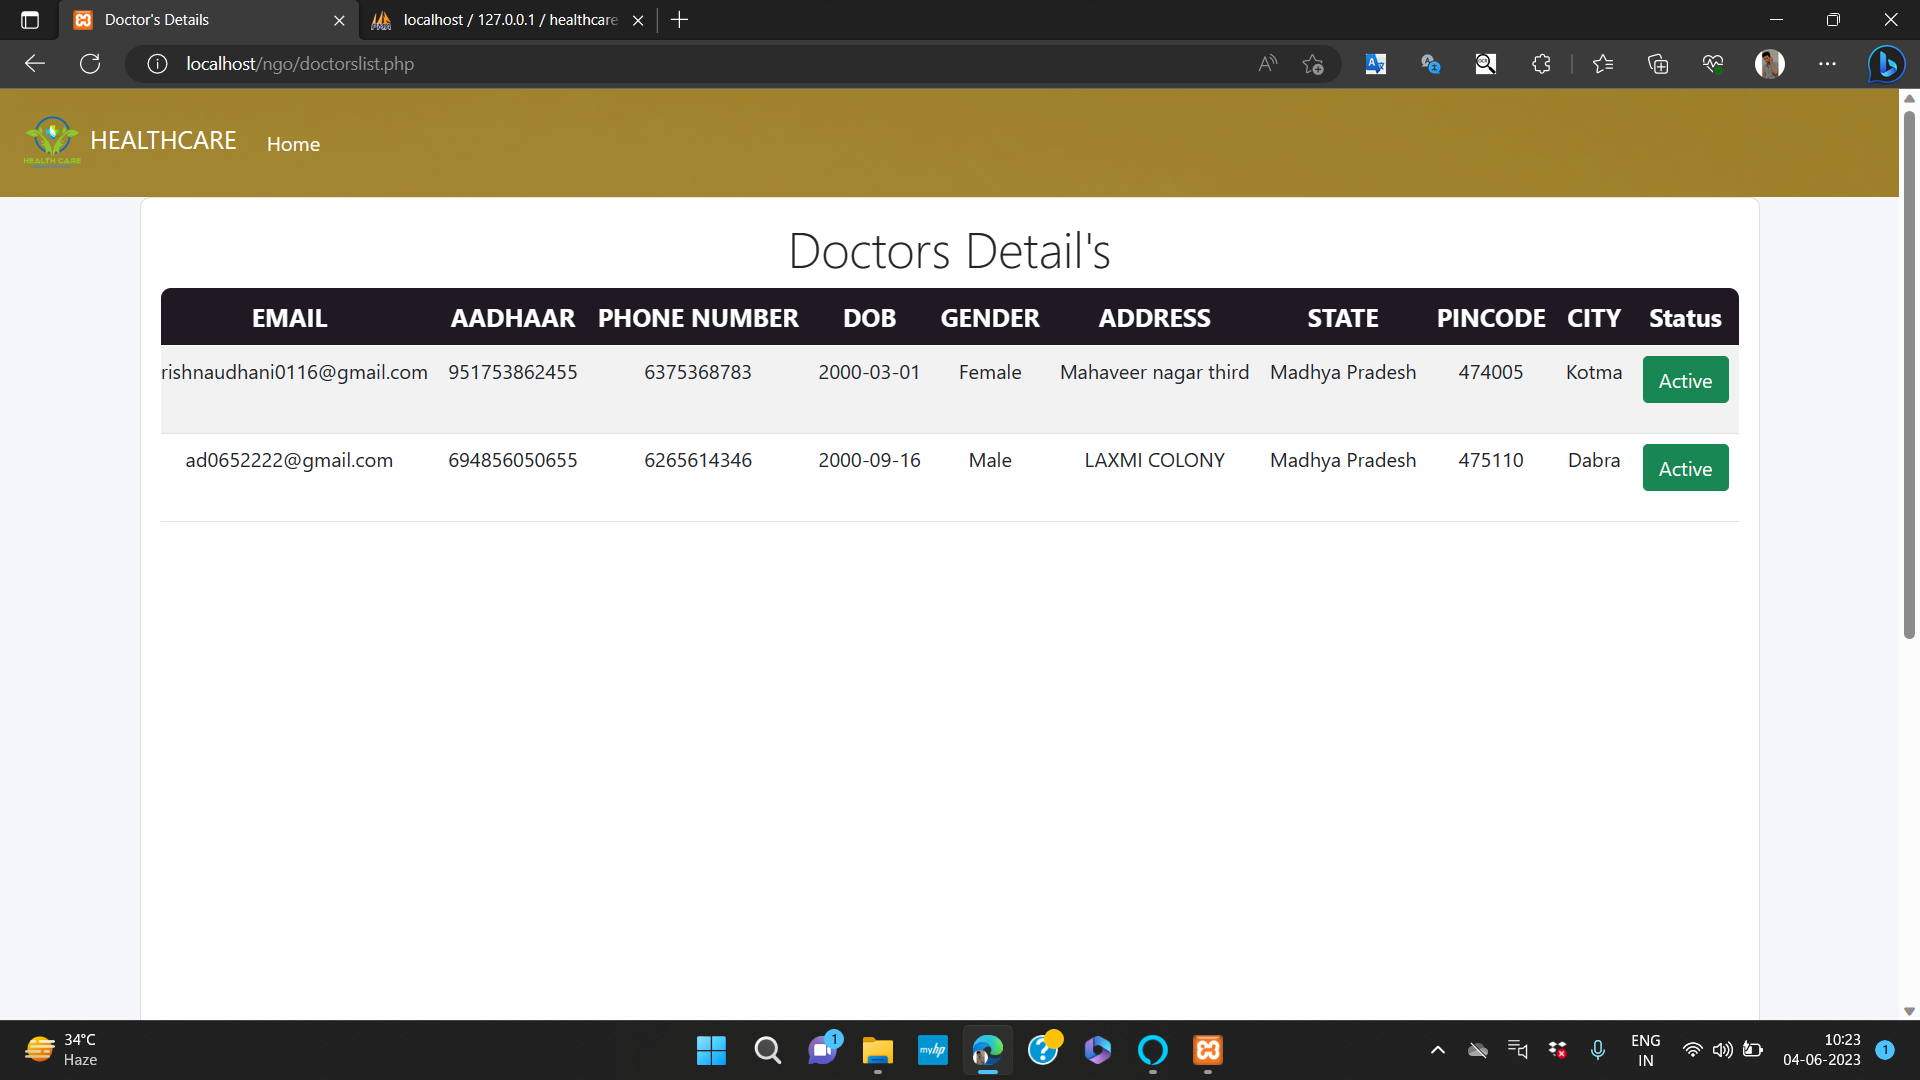 Doctor's Details
localhost / 127.0.0.1 / healthcare
localhost/ngo/doctorslist.php
HEALTH CARE
HEALTHCARE
Home
Doctors Detail's
EMAIL AADHAAR PHONE NUMBER DOB GENDER ADDRESS STATE PINCODE CITY Status
rishnaudhani0116@gmail.com 951753862455 6375368783 2000-03-01 Female Mahaveer nagar third Madhya Pradesh 474005 Kotma Active
ad0652222@gmail.com 694856050655 6265614346 2000-09-16 Male LAXMI COLONY Madhya Pradesh 475110 Dabra Active
34°C
Haze
1
myhp
ENG
IN
10:23
04-06-2023
1